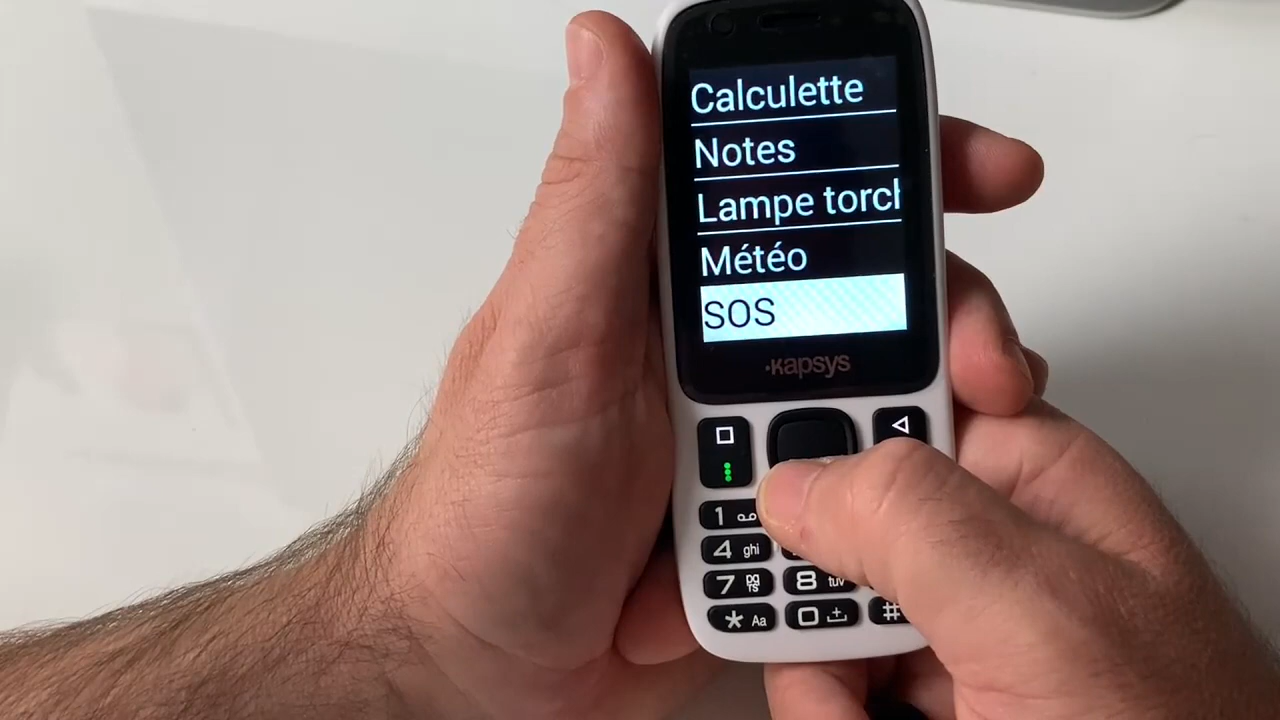 Calculette
Notes
Lampe torch
Météo
SOS
Kapsys
1
4 ghi
7 pqrs
8 tuv
* Aa
0 +
#